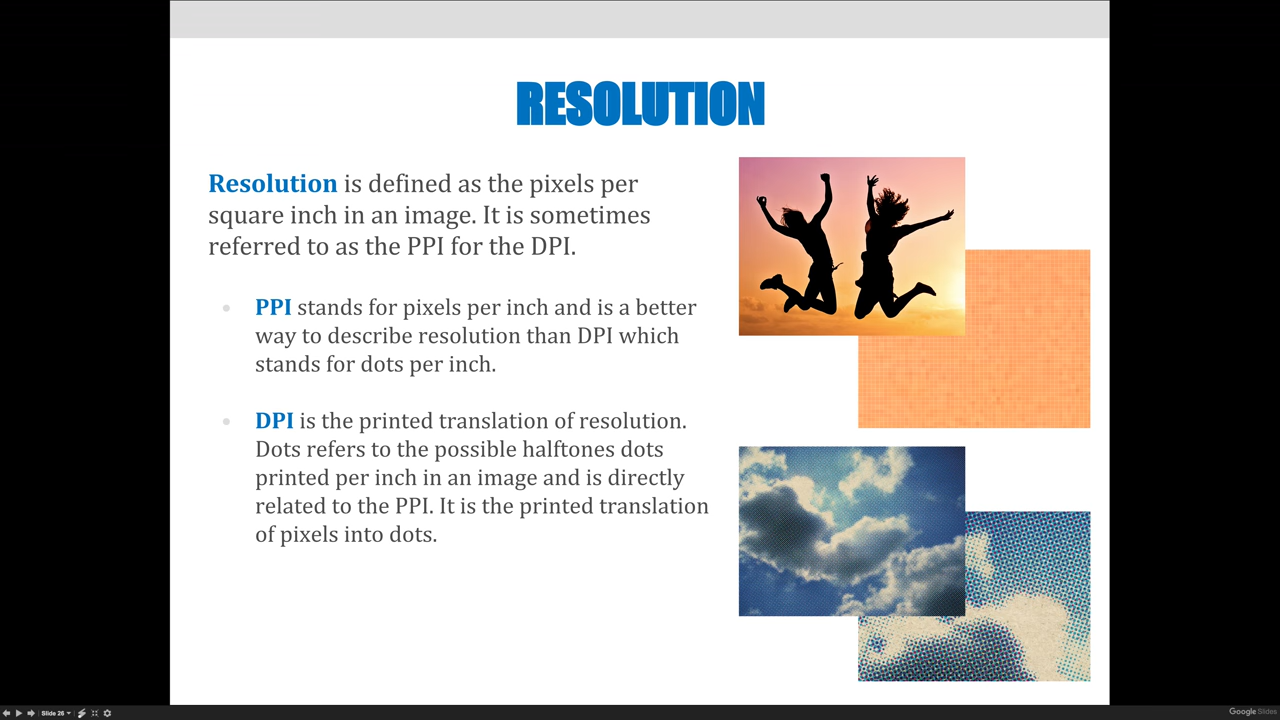 RESOLUTION
Resolution is defined as the pixels per
square inch in an image. It is sometimes
referred to as the PPI for the DPI.
PPI stands for pixels per inch and is a better
way to describe resolution than DPI which
stands for dots per inch.
DPI is the printed translation of resolution.
Dots refers to the possible halftones dots
printed per inch in an image and is directly
related to the PPI. It is the printed translation
of pixels into dots.
Slide 26
Google Slides